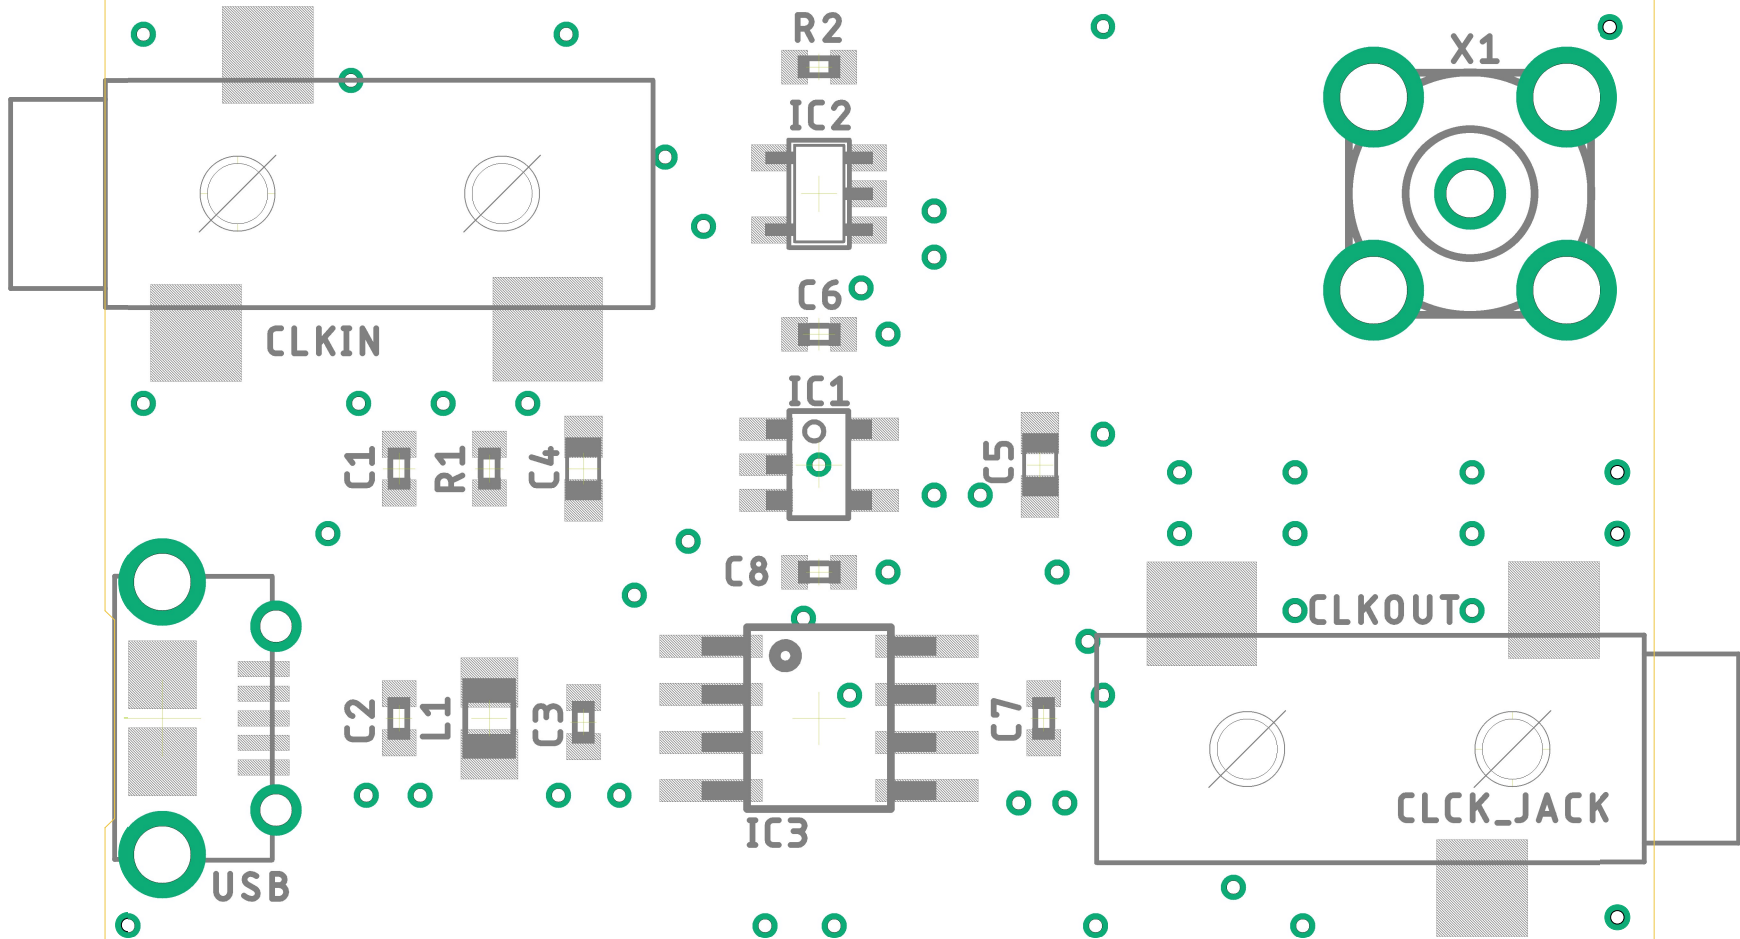 R2
X1
IC2
C6
CLKIN
IC1
C1
R1
C4
C5
C8
CLKOUT
C2
L1
C3
C7
CLCK_JACK
IC3
USB